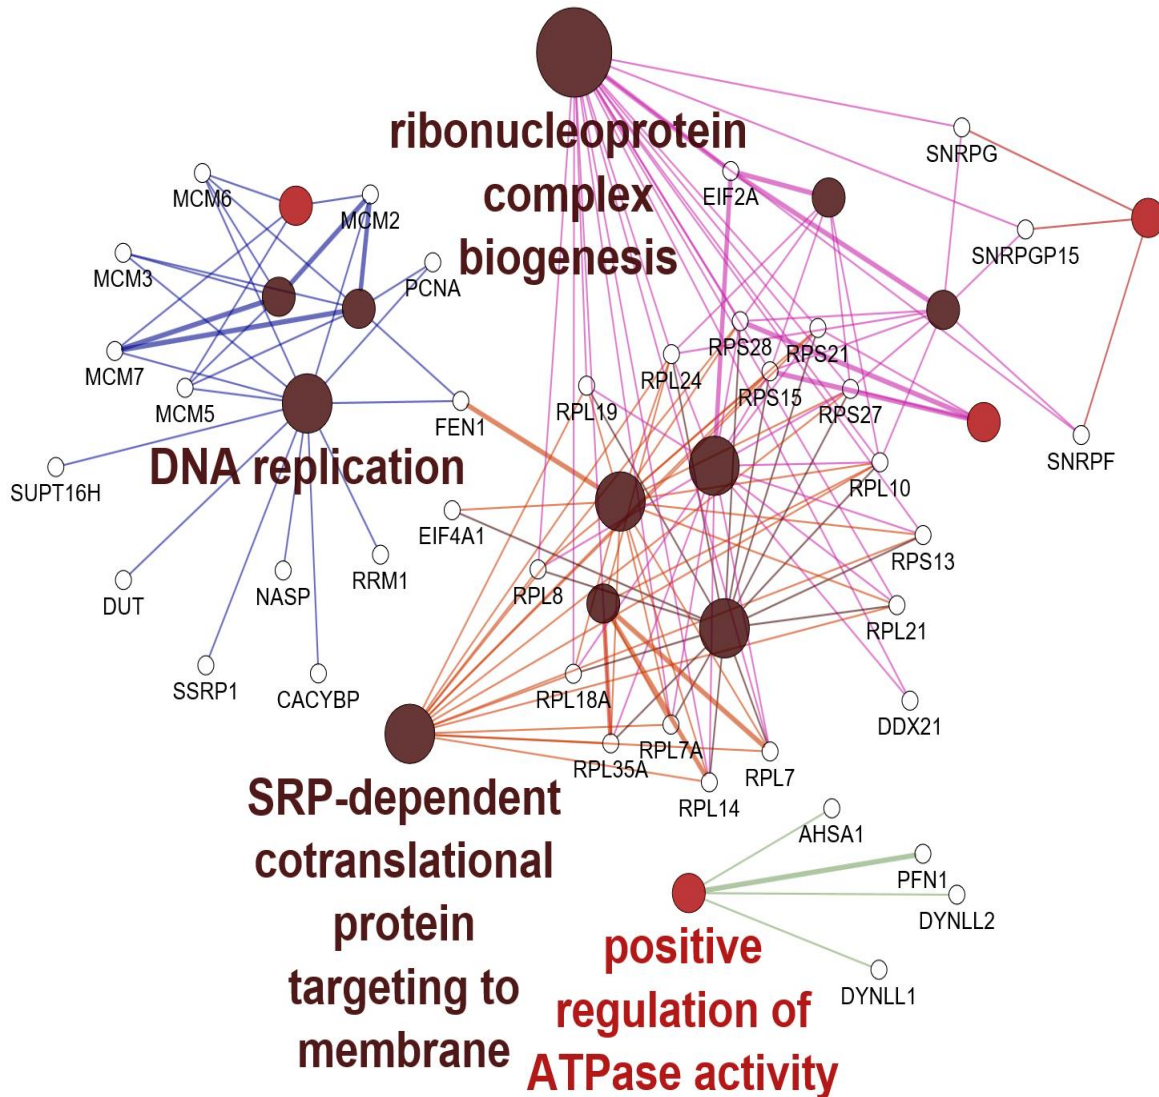 ribonucleoprotein
complex
biogenesis
SNRPG
EIF2A
MCM6
MCM2
SNRPGP15
MCM3
PCNA
RPS28
RPS21
MCM7
RPL24
RPS15
MCM5
RPL19
RPS27
FEN1
DNA replication
SNRPF
SUPT16H
RPL10
EIF4A1
RPS13
RRM1
NASP
RPL8
DUT
RPL21
SSRP1
CACYBP
RPL18A
DDX21
RPL7A
RPL35A
RPL7
RPL14
SRP-dependent
cotranslational
protein
targeting to
membrane
AHSA1
PFN1
DYNLL2
DYNLL1
positive
regulation of
ATPase activity